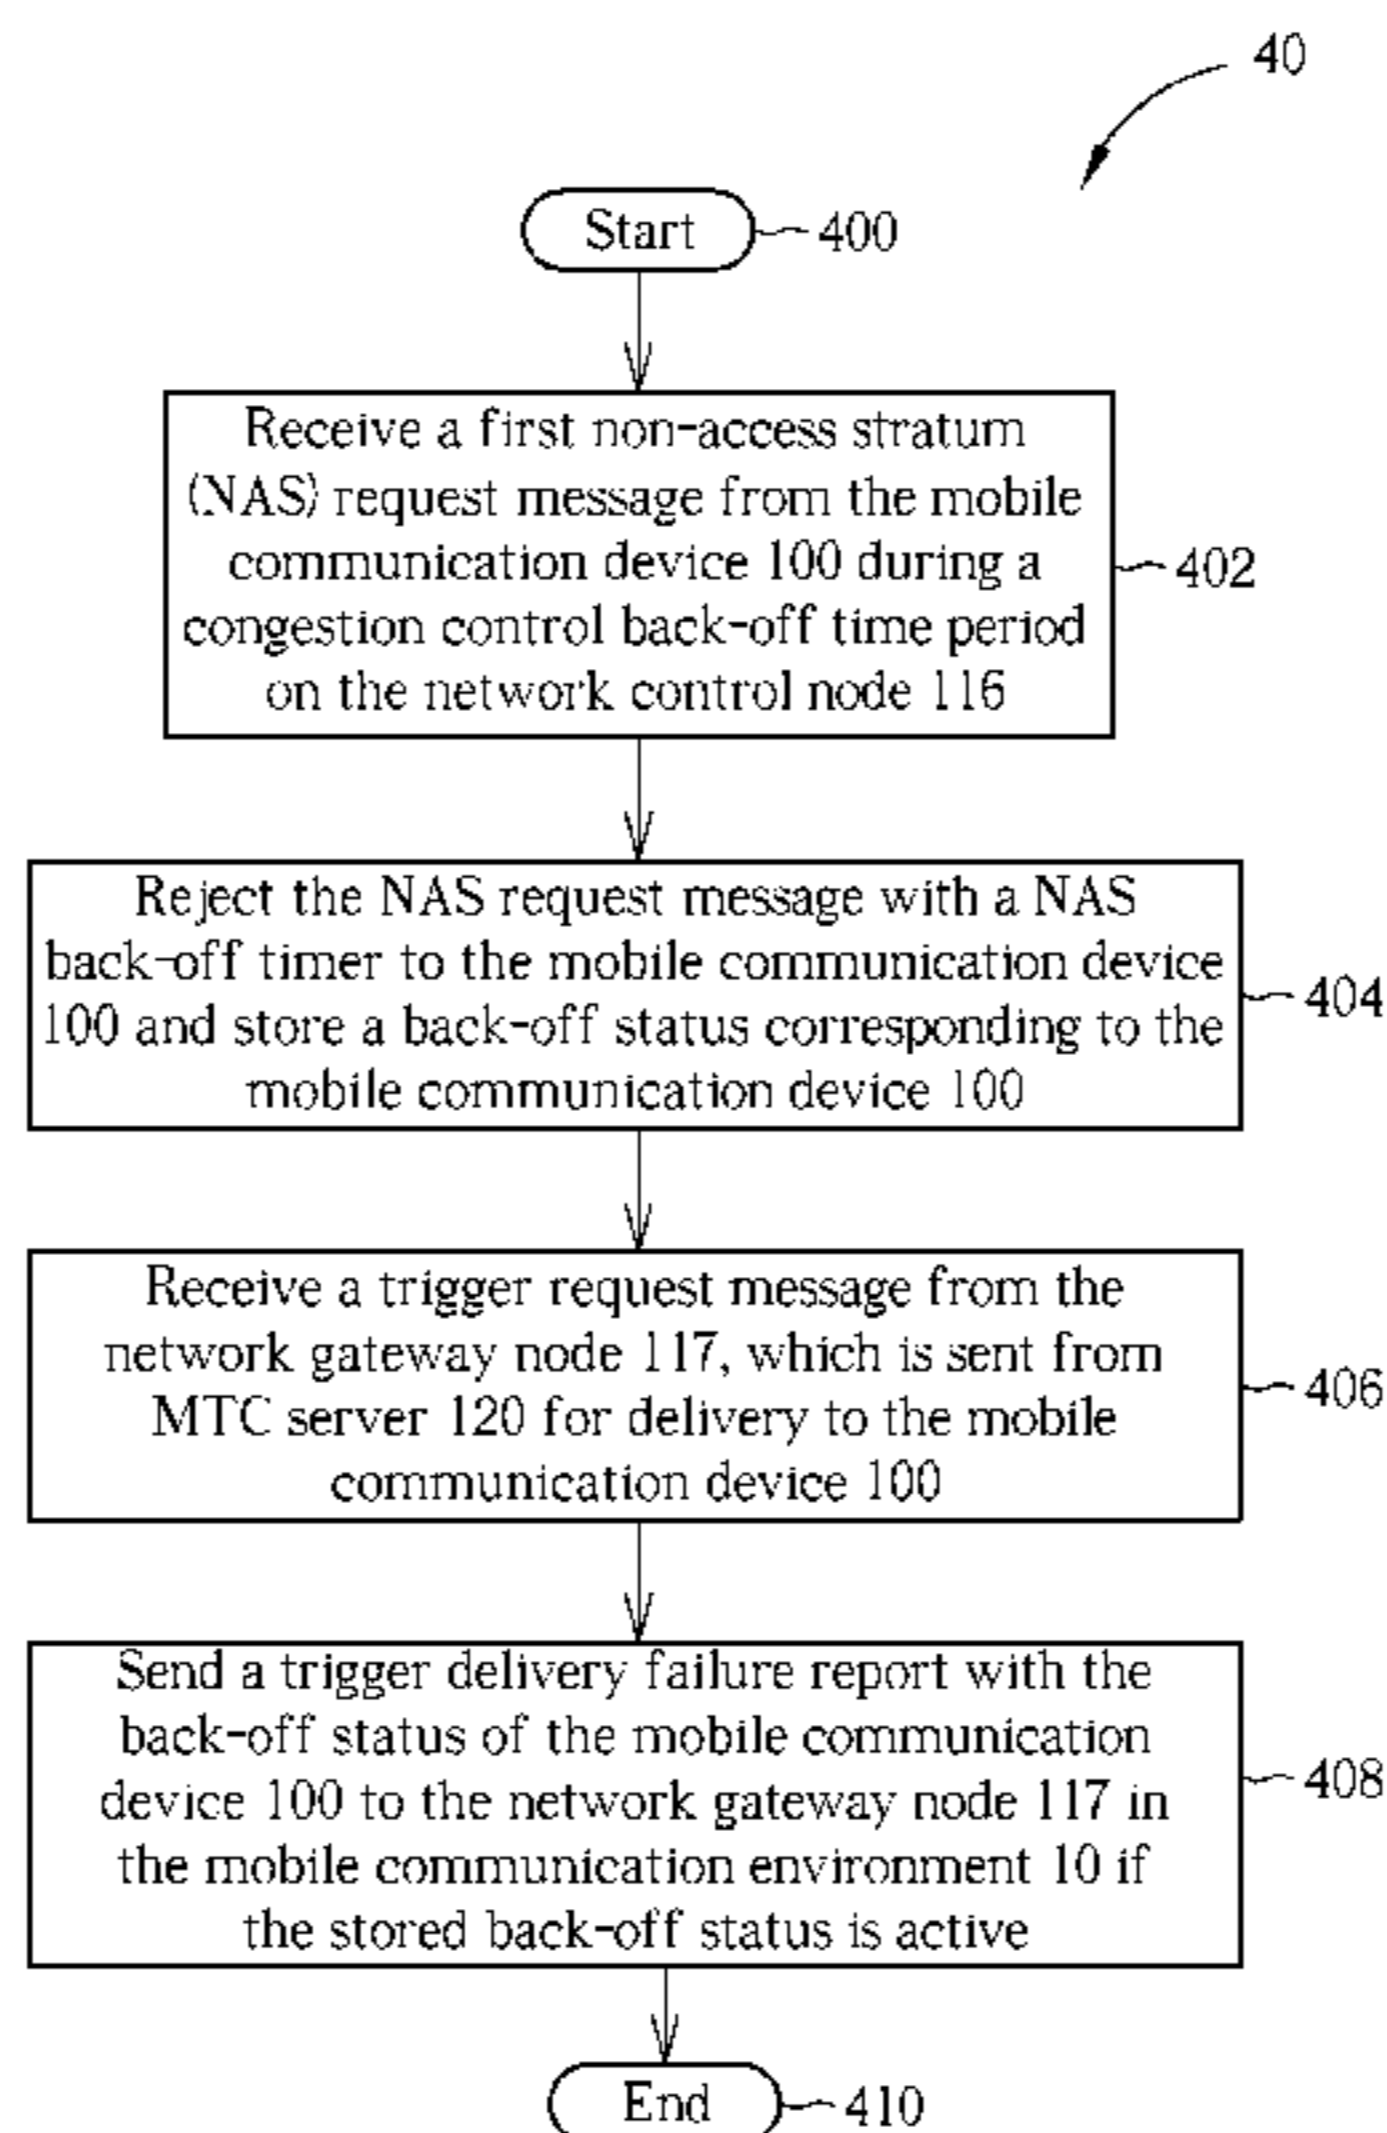 40
Start
400
Receive a first non-access stratum
(NAS) request message from the mobile
communication device 100 during a
congestion control back-off time period
on the network control node 116
402
Reject the NAS request message with a NAS
back-off timer to the mobile communication device
100 and store a back-off status corresponding to the
mobile communication device 100
404
Receive a trigger request message from the
network gateway node 117, which is sent from
MTC server 120 for delivery to the mobile
communication device 100
406
Send a trigger delivery failure report with the
back-off status of the mobile communication
device 100 to the network gateway node 117 in
the mobile communication environment 10 if
the stored back-off status is active
408
End
410